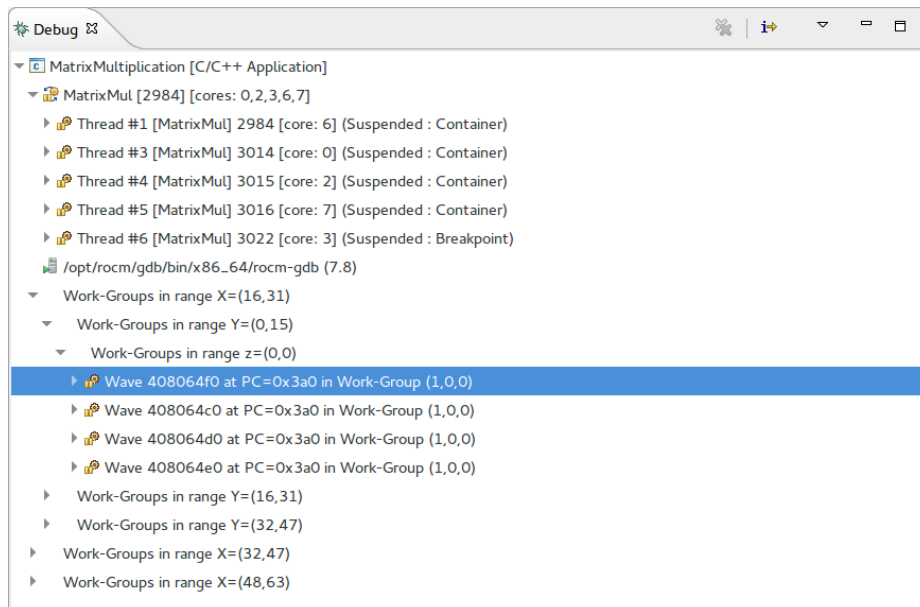 Debug
MatrixMultiplication [C/C++ Application]
MatrixMul [2984] [cores: 0,2,3,6,7]
Thread #1 [MatrixMul] 2984 [core: 6] (Suspended : Container)
Thread #3 [MatrixMul] 3014 [core: 0] (Suspended : Container)
Thread #4 [MatrixMul] 3015 [core: 2] (Suspended : Container)
Thread #5 [MatrixMul] 3016 [core: 7] (Suspended : Container)
Thread #6 [MatrixMul] 3022 [core: 3] (Suspended : Breakpoint)
/opt/rocm/gdb/bin/x86_64/rocm-gdb (7.8)
Work-Groups in range X=(16,31)
Work-Groups in range Y=(0,15)
Work-Groups in range z=(0,0)
Wave 408064f0 at PC=0x3a0 in Work-Group (1,0,0)
Wave 408064c0 at PC=0x3a0 in Work-Group (1,0,0)
Wave 408064d0 at PC=0x3a0 in Work-Group (1,0,0)
Wave 408064e0 at PC=0x3a0 in Work-Group (1,0,0)
Work-Groups in range Y=(16,31)
Work-Groups in range Y=(32,47)
Work-Groups in range X=(32,47)
Work-Groups in range X=(48,63)